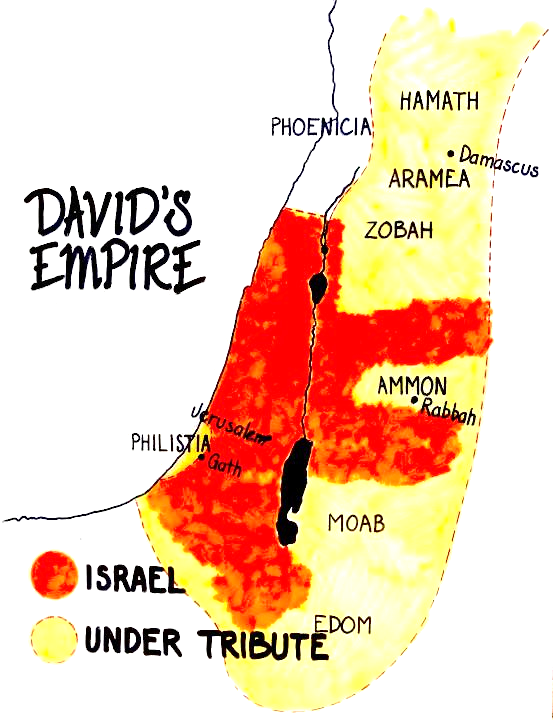 HAMATH
PHOENICIA
Damascus
ARAMEA
DAVID'S
EMPIRE
ZOBAH
AMMON
Rabbah
Jerusalem
PHILISTIA
Gath
MOAB
ISRAEL
EDOM
UNDER TRIBUTE